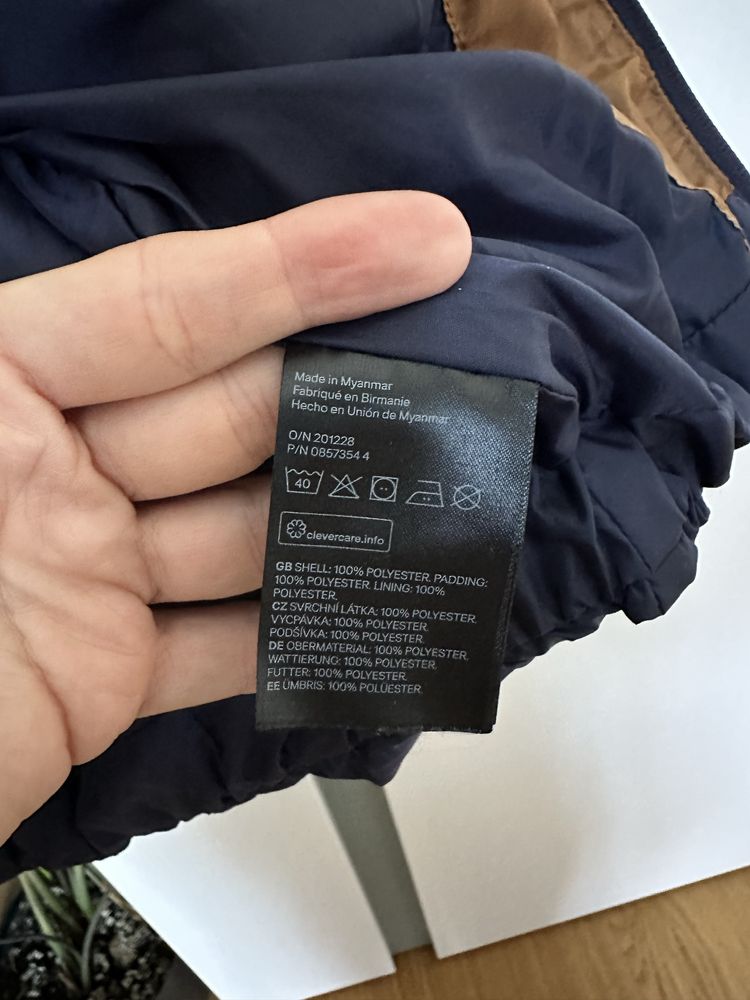 Made in Myanmar
Fabriqué en Birmanie
Hecho en Unión de Myanmar
O/N 201228
P/N 0857354 4
40
clevercare.info
GB SHELL: 100% POLYESTER. PADDING:
100% POLYESTER. LINING: 100%
POLYESTER.
CZ SVRCHNÍ LÁTKA: 100% POLYESTER.
VYCPÁVKA: 100% POLYESTER.
PODŠÍVKA: 100% POLYESTER.
DE OBERMATERIAL: 100% POLYESTER.
WATTIERUNG: 100% POLYESTER.
FUTTER: 100% POLYESTER.
EE ÜMBRIS: 100% POLÜESTER.